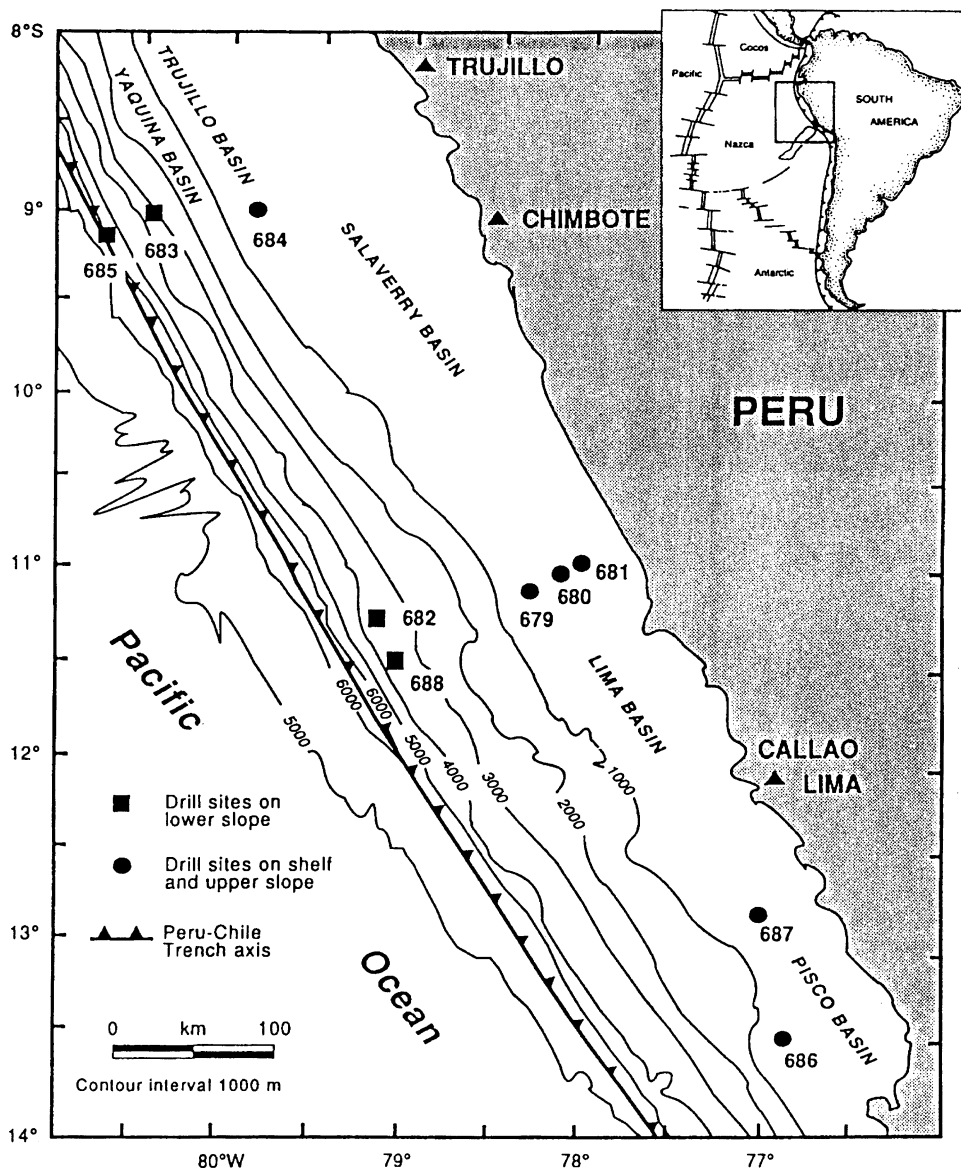 8°S
9°
10°
11°
12°
13°
14°
80°W
79°
78°
77°
TRUJILLO
CHIMBOTE
PERU
CALLAO
LIMA
YAQUINA BASIN
TRUJILLO BASIN
SALAVERRY BASIN
LIMA BASIN
PISCO BASIN
685
683
684
681
680
679
682
688
687
686
Pacific
Ocean
5000
6000
6000
5000
4000
3000
2000
1000
Drill sites on
lower slope
Drill sites on shelf
and upper slope
Peru-Chile
Trench axis
0 km 100
Contour interval 1000 m
Cocos
Pacific
SOUTH
AMERICA
Nazca
Antarctic